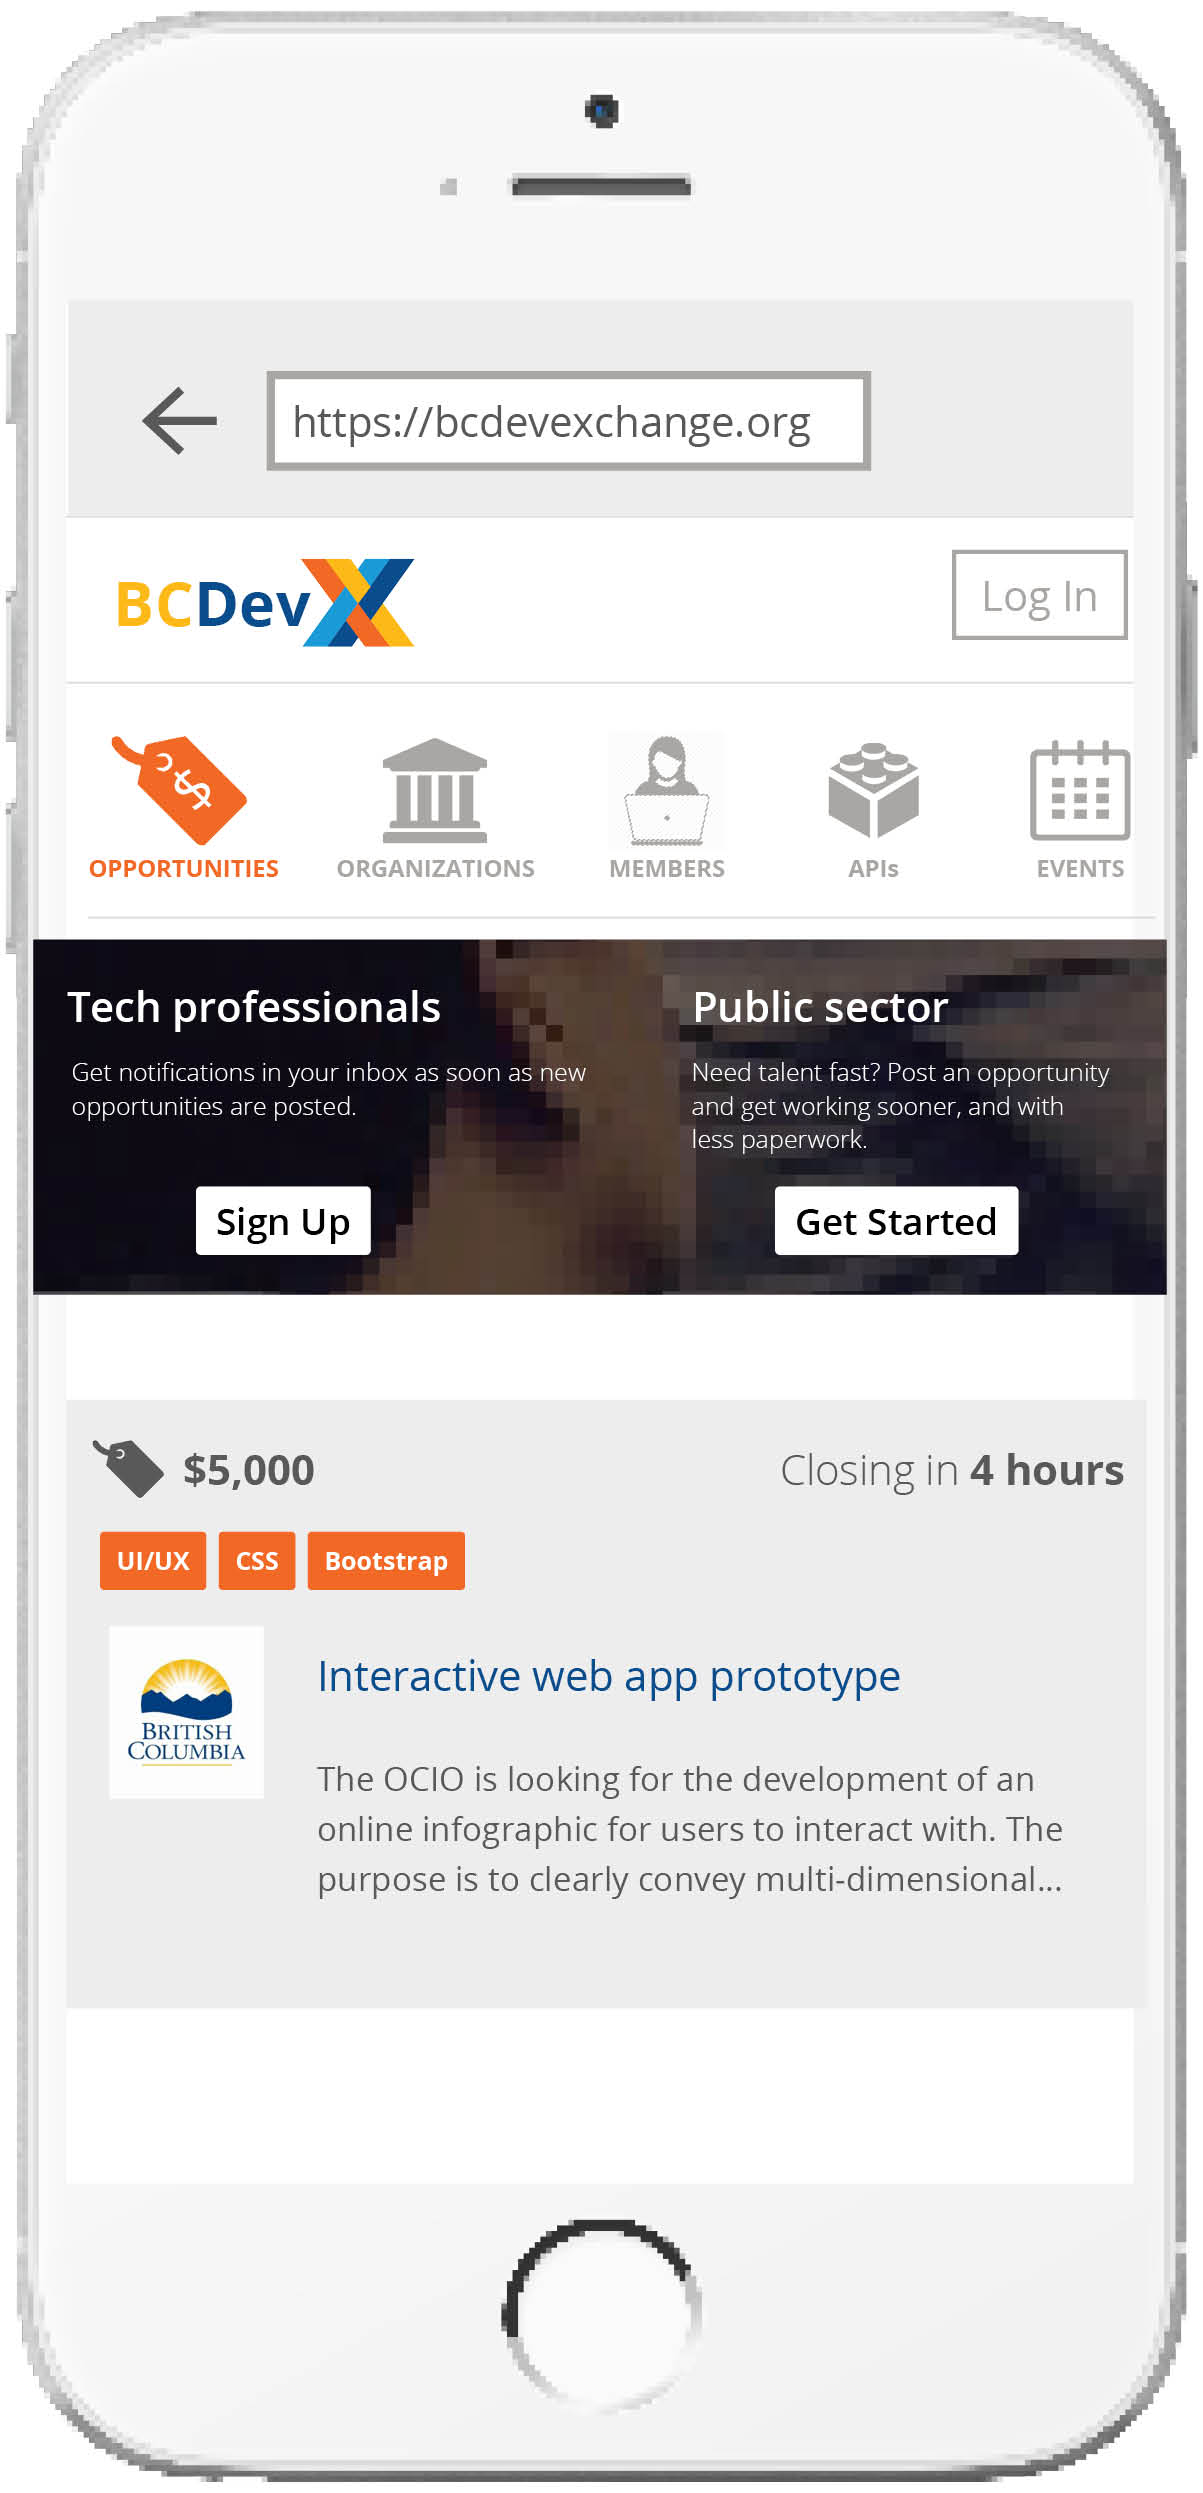 https://bcdevexchange.org
BCDevX
Log In
OPPORTUNITIES
ORGANIZATIONS
MEMBERS
APIs
EVENTS
Tech professionals
Get notifications in your inbox as soon as new
opportunities are posted.
Sign Up
Public sector
Need talent fast? Post an opportunity
and get working sooner, and with
less paperwork.
Get Started
$5,000
Closing in 4 hours
UI/UX
CSS
Bootstrap
BRITISH
COLUMBIA
Interactive web app prototype
The OCIO is looking for the development of an
online infographic for users to interact with. The
purpose is to clearly convey multi-dimensional...